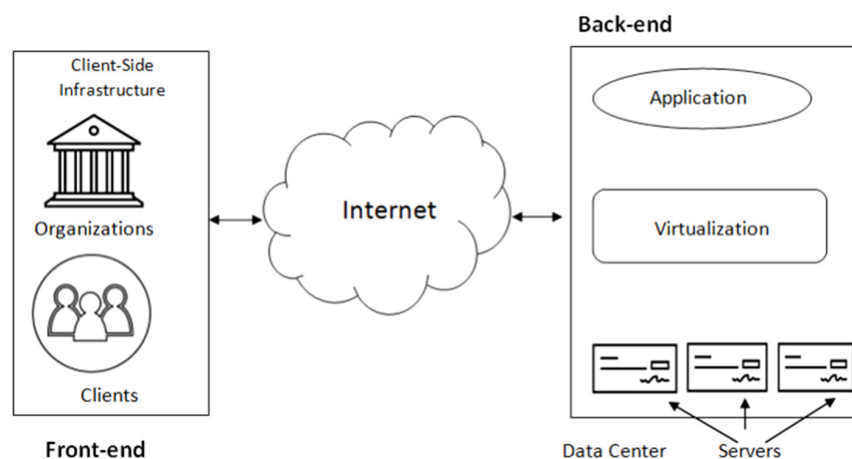 Back-end
Client-Side
Infrastructure
Application
Organizations
Internet
Virtualization
Clients
Front-end
Data Center
Servers